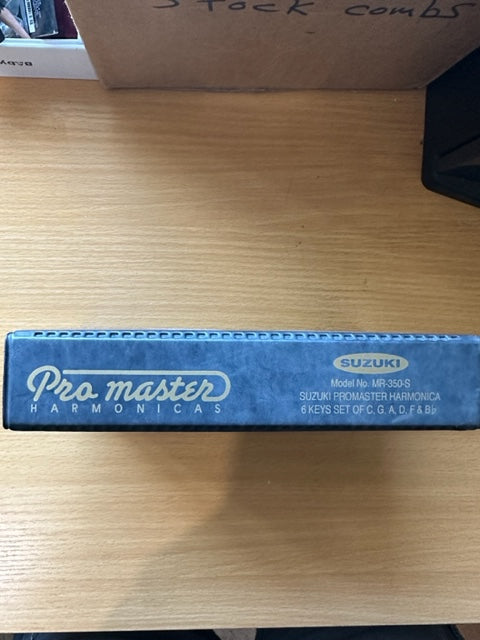 Stock combs
Pro master
HARMONICAS
SUZUKI
Model No. MR-350-S
SUZUKI PROMASTER HARMONICA
6 KEYS SET OF C, G, A, D, F & B♭